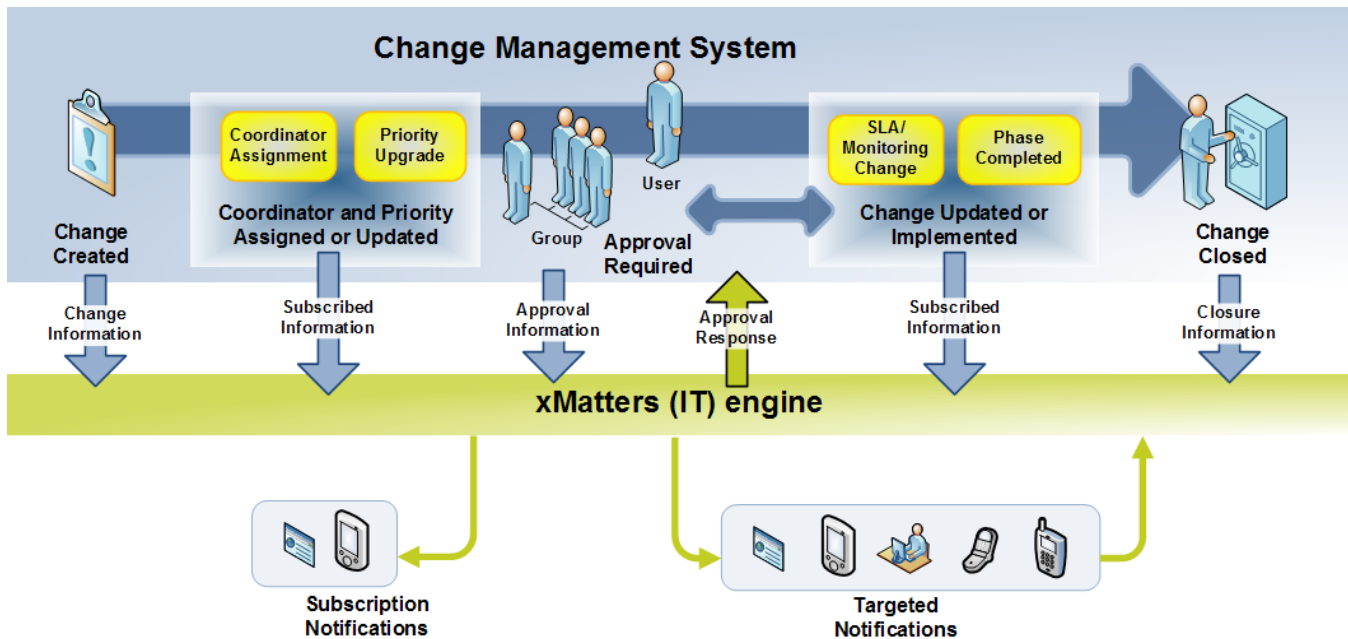 Change Management System
Coordinator
Assignment
Priority
Upgrade
User
SLA/
Monitoring
Change
Phase
Completed
Change
Created
Coordinator and Priority
Assigned or Updated
Group
Approval
Required
Change Updated or
Implemented
Change
Closed
Change
Information
Subscribed
Information
Approval
Information
Approval
Response
Subscribed
Information
Closure
Information
xMatters (IT) engine
Subscription
Notifications
Targeted
Notifications